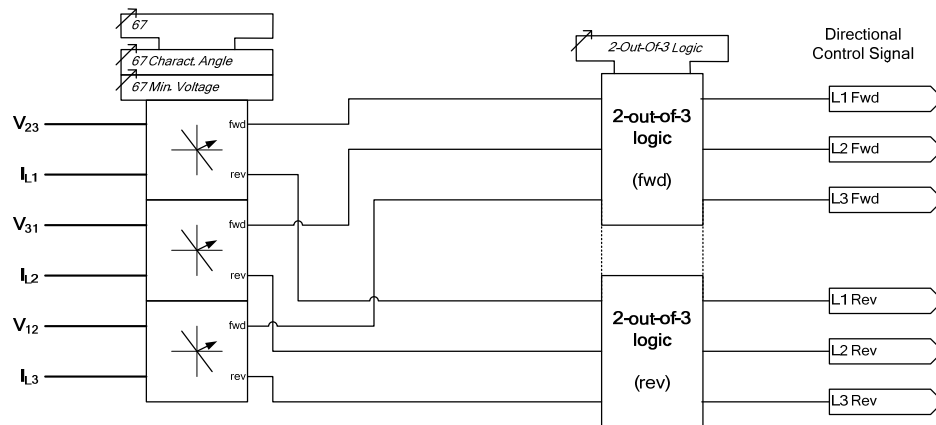 67
67 Charact. Angle
67 Min. Voltage
2-Out-Of-3 Logic
Directional
Control Signal
V23
IL1
V31
IL2
V12
IL3
fwd
rev
fwd
rev
fwd
rev
2-out-of-3
logic
(fwd)
2-out-of-3
logic
(rev)
L1 Fwd
L2 Fwd
L3 Fwd
L1 Rev
L2 Rev
L3 Rev